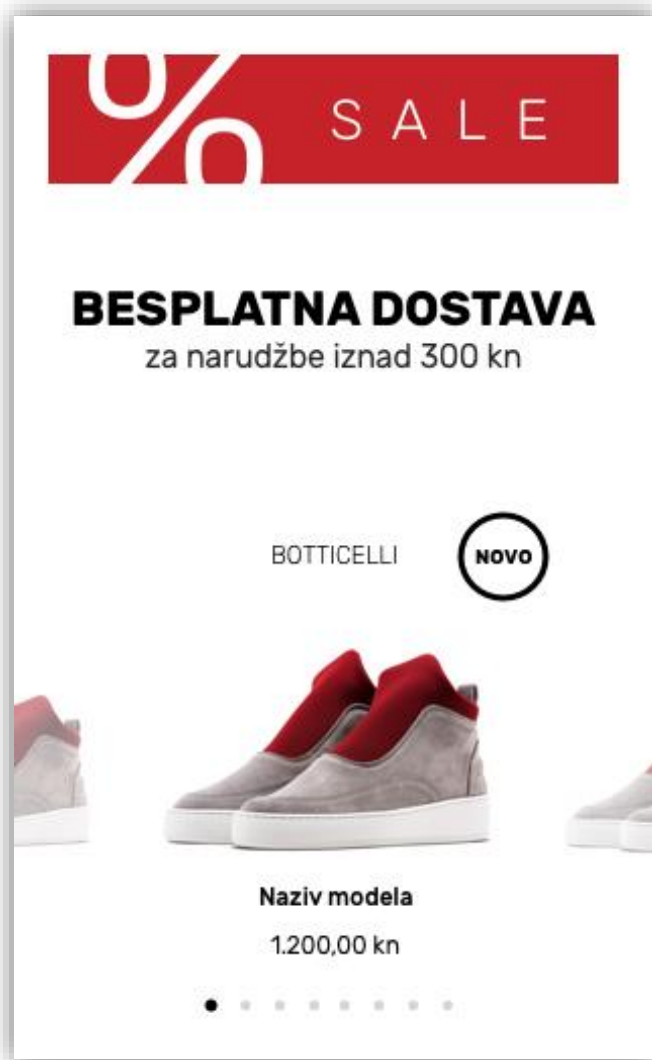 % SALE
BESPLATNA DOSTAVA
za narudžbe iznad 300 kn
BOTTICELLI NOVO
Naziv modela
1.200,00 kn